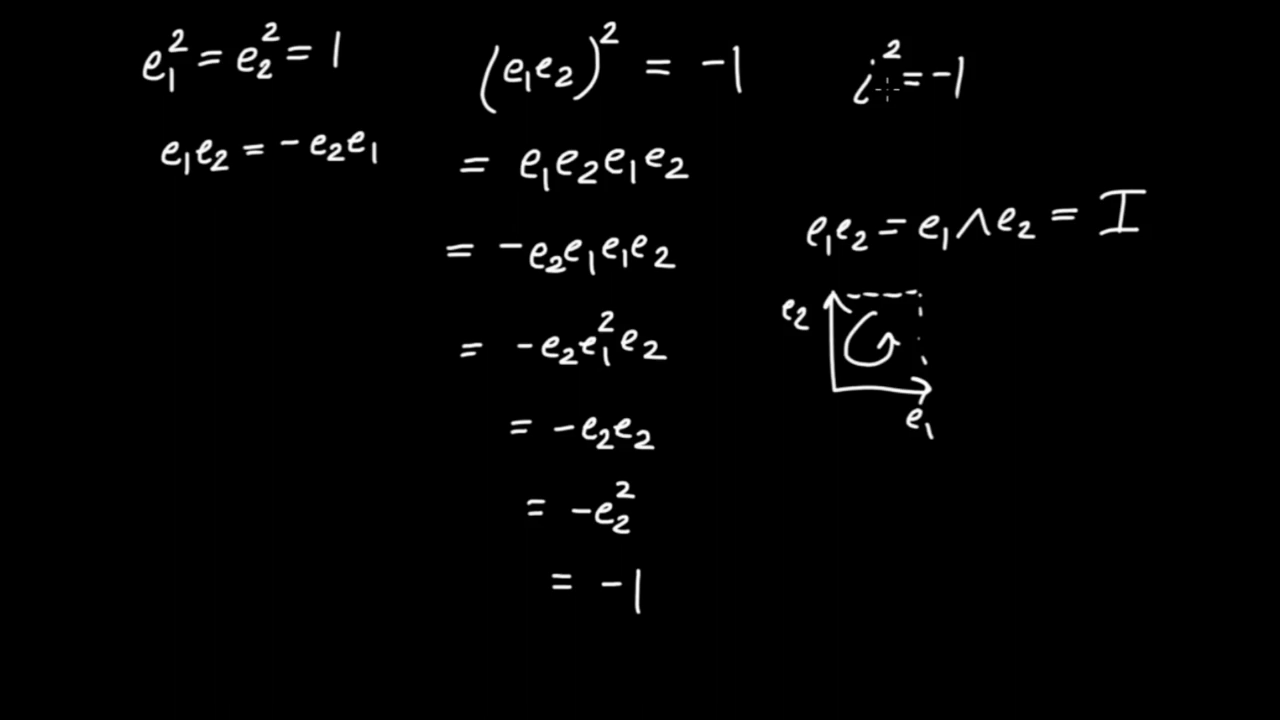 e₁² = e₂² = 1
e₁e₂ = -e₂e₁
(e₁e₂)² = -1
= e₁e₂e₁e₂
= -e₂e₁e₁e₂
= -e₂e₁²e₂
= -e₂e₂
= -e₂²
= -1
i² = -1
e₁e₂ = e₁∧e₂ = I
e₂
e₁